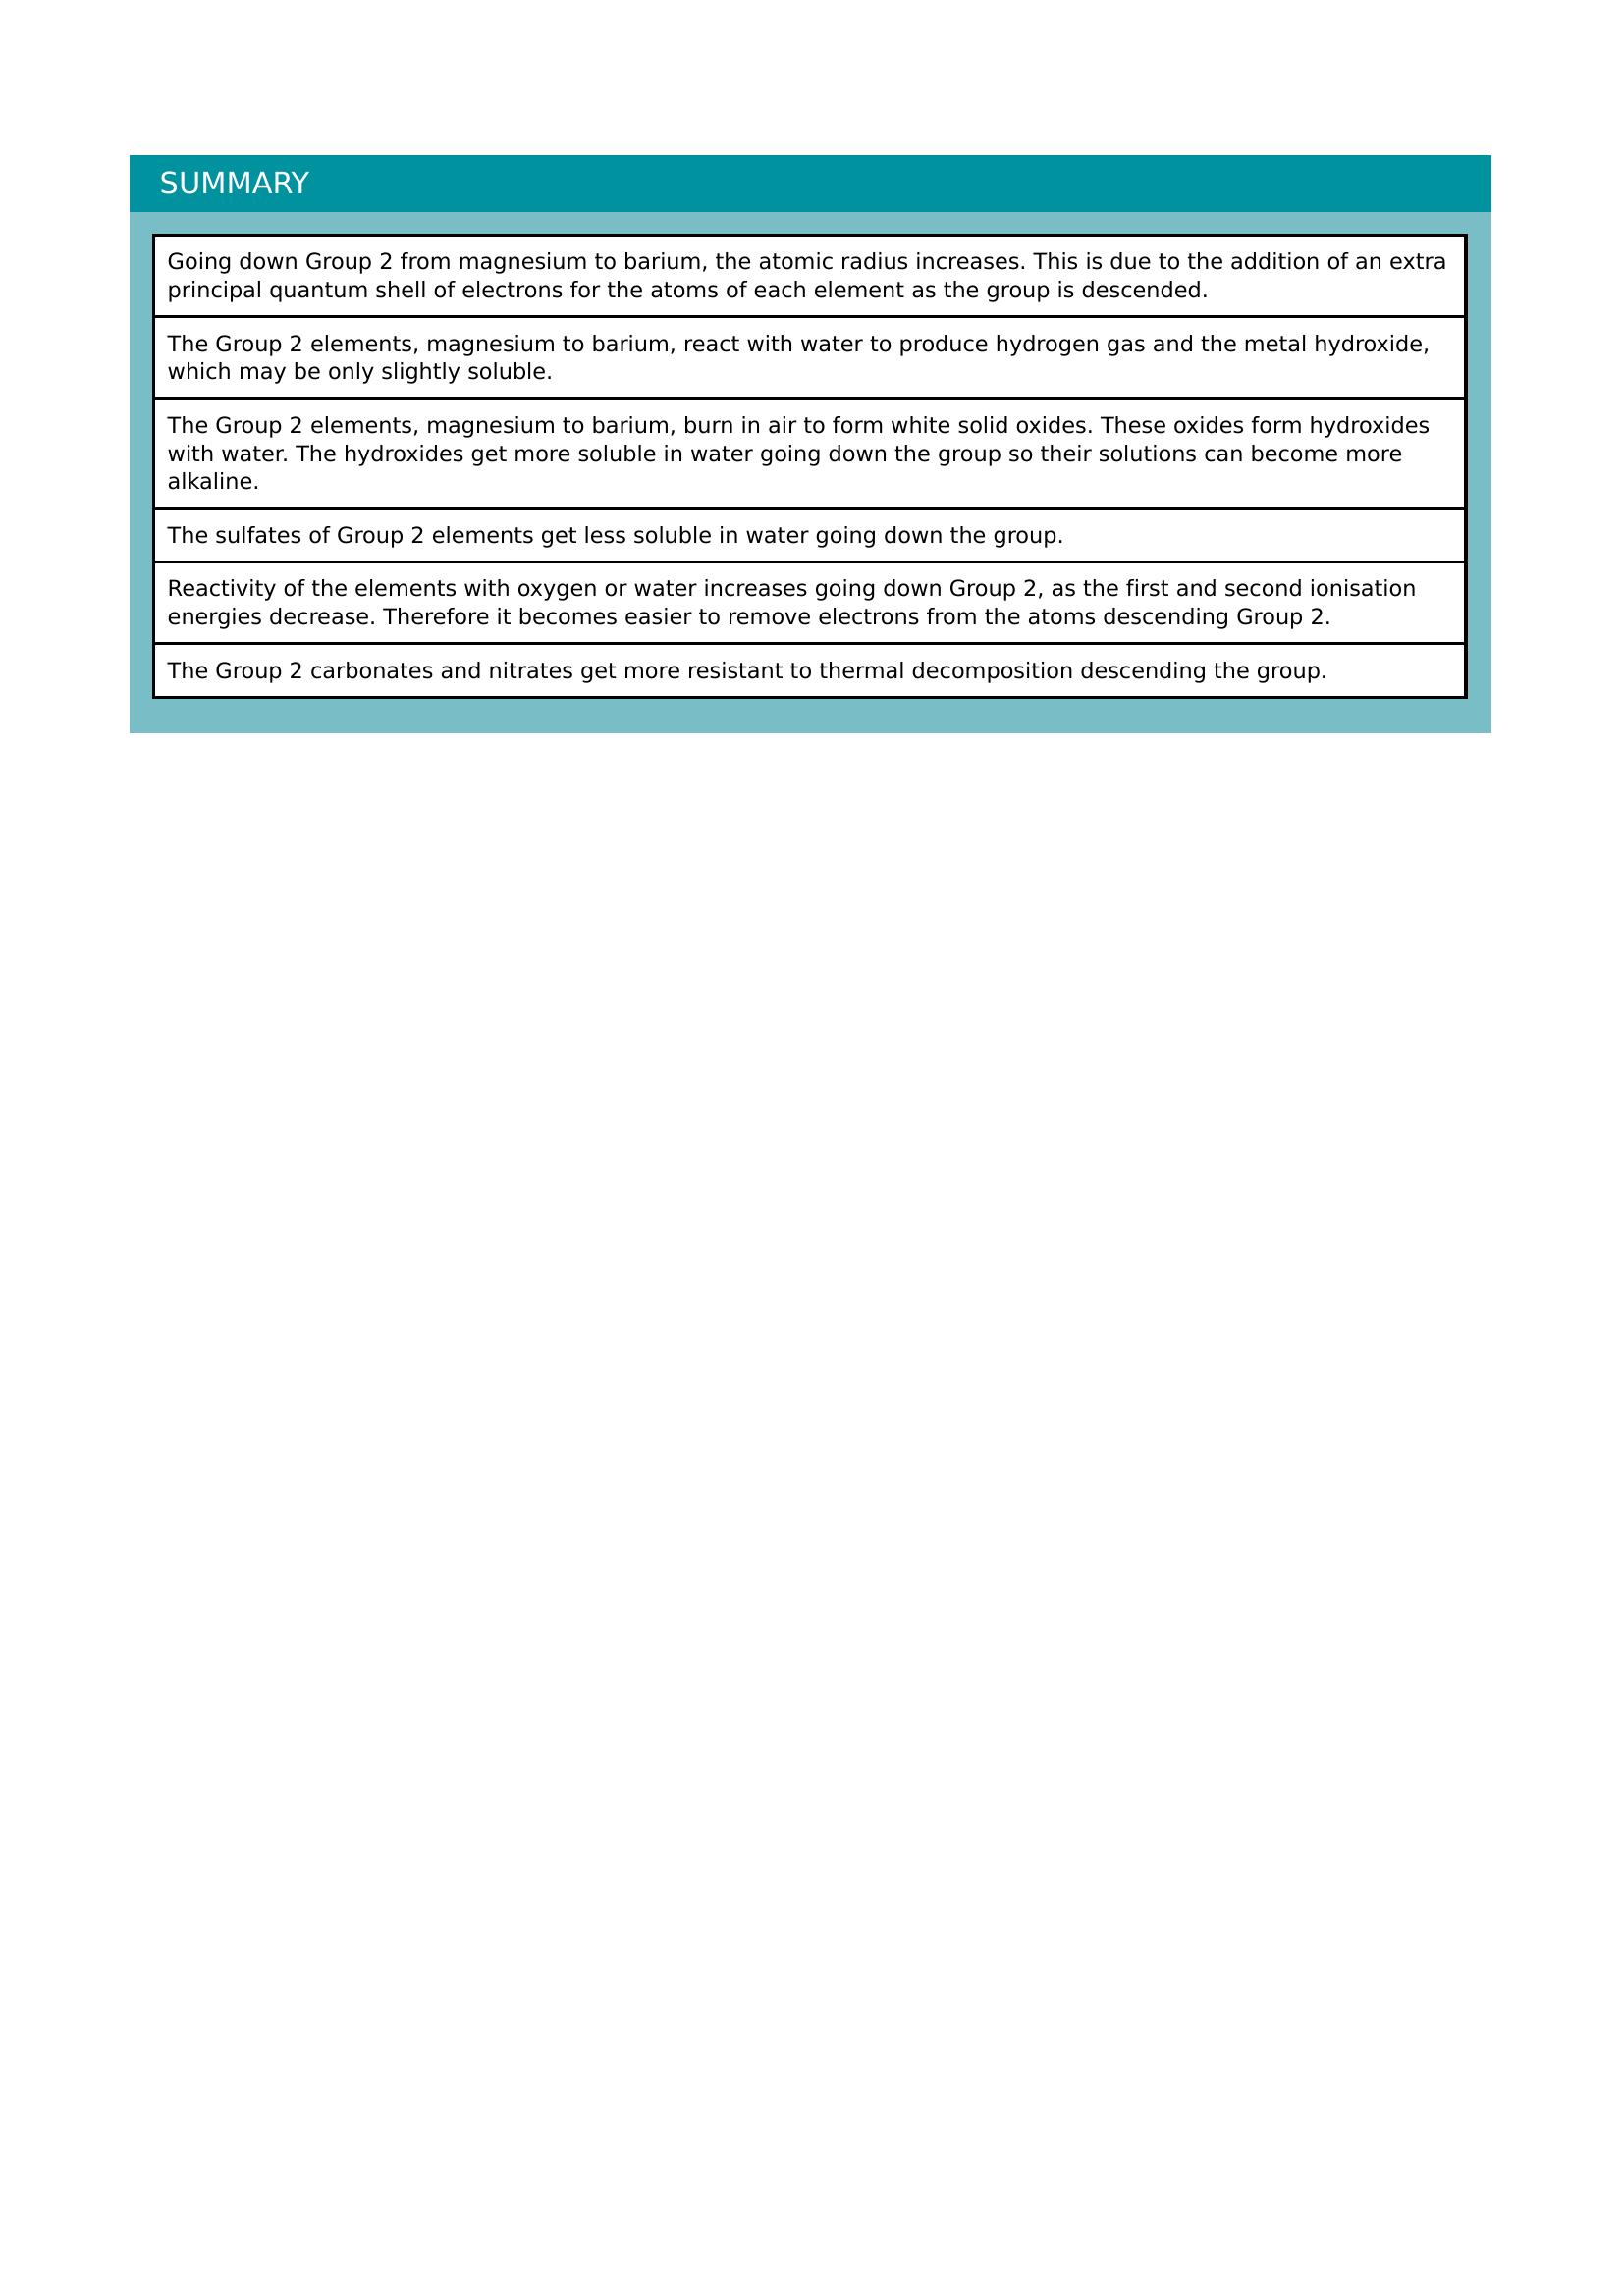 SUMMARY
Going down Group 2 from magnesium to barium, the atomic radius increases. This is due to the addition of an extra
principal quantum shell of electrons for the atoms of each element as the group is descended.
The Group 2 elements, magnesium to barium, react with water to produce hydrogen gas and the metal hydroxide,
which may be only slightly soluble.
The Group 2 elements, magnesium to barium, burn in air to form white solid oxides. These oxides form hydroxides
with water. The hydroxides get more soluble in water going down the group so their solutions can become more
alkaline.
The sulfates of Group 2 elements get less soluble in water going down the group.
Reactivity of the elements with oxygen or water increases going down Group 2, as the first and second ionisation
energies decrease. Therefore it becomes easier to remove electrons from the atoms descending Group 2.
The Group 2 carbonates and nitrates get more resistant to thermal decomposition descending the group.